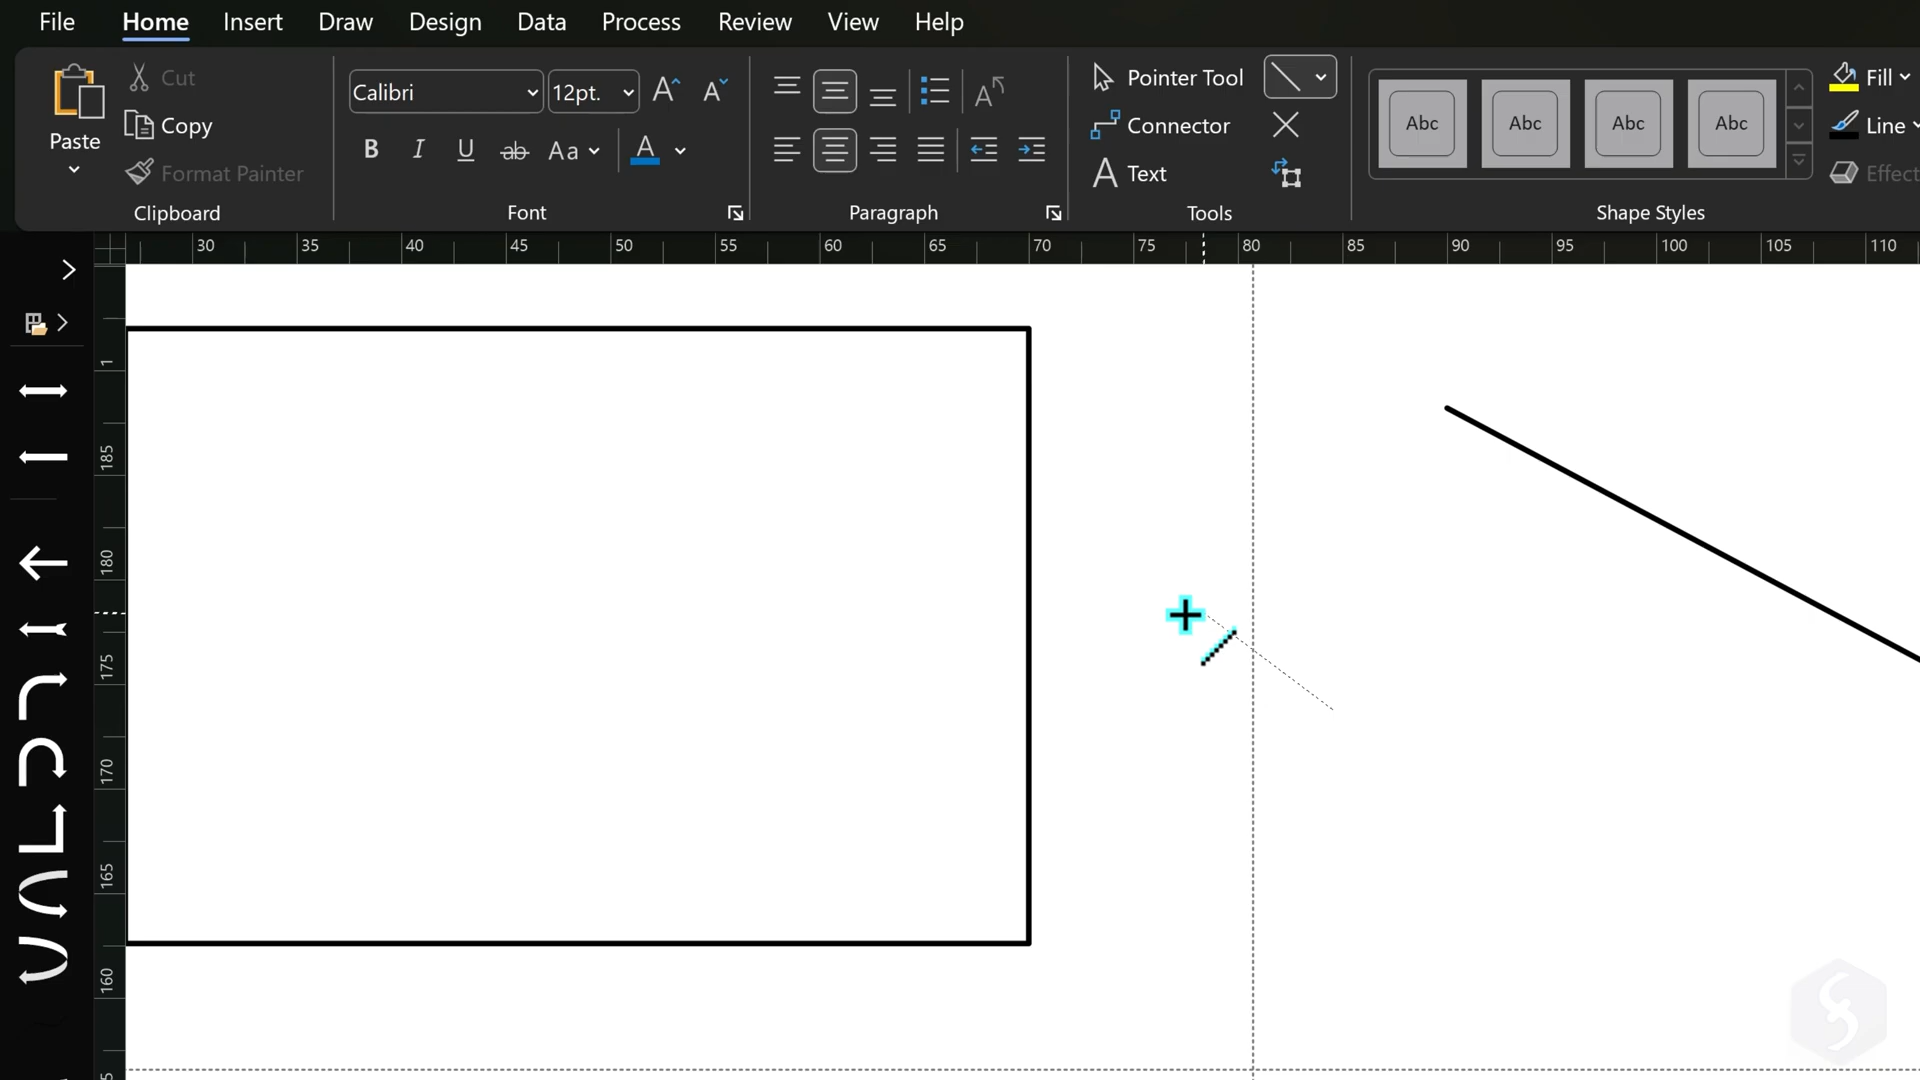 File Home Insert Draw Design Data Process Review View Help
Paste
Cut
Copy
Format Painter
Clipboard
Calibri 12pt. A A
B I U ab Aa A
Font
A
Paragraph
Pointer Tool
Connector
A Text
Tools
Abc Abc Abc Abc
Shape Styles
Fill
Line
Effect
30 35 40 45 50 55 60 65 70 75 80 85 90 95 100 105 110
1
185
180
175
170
165
160
5